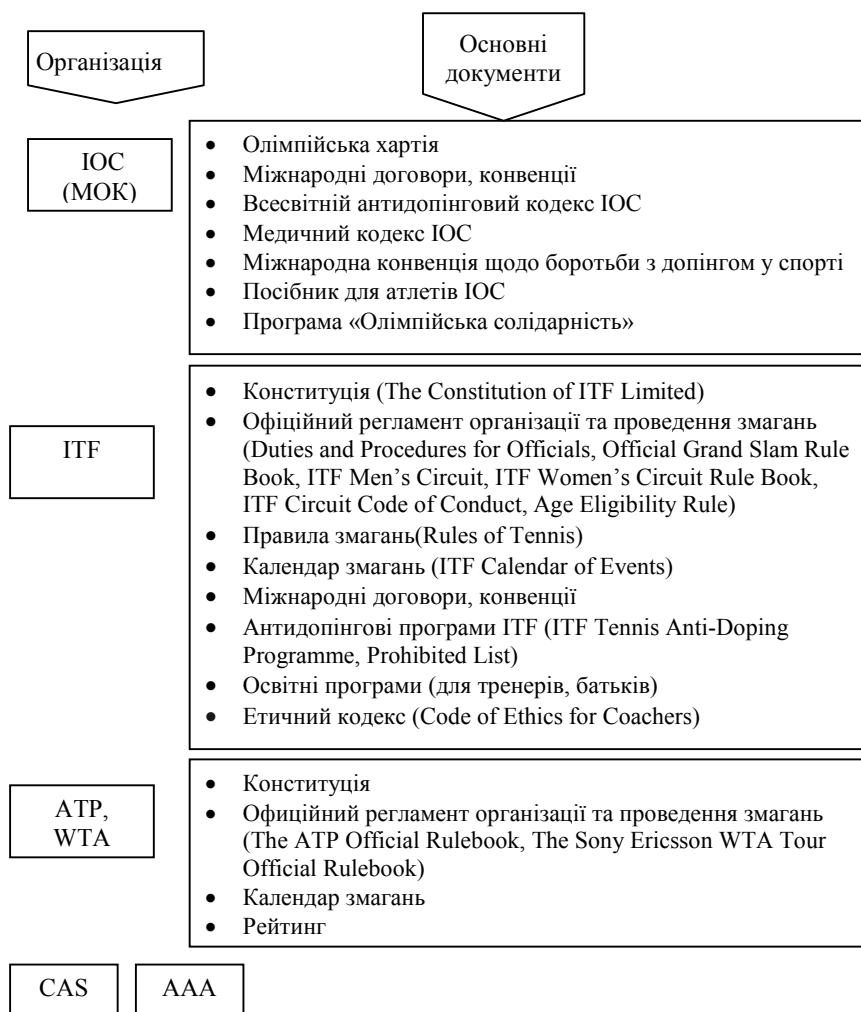 Організація
Основні
документи
ІОС
(МОК)
• Олімпійська хартія
• Міжнародні договори, конвенції
• Всесвітній антидопінговий кодекс ІОС
• Медичний кодекс ІОС
• Міжнародна конвенція щодо боротьби з допінгом у спорті
• Посібник для атлетів ІОС
• Програма «Олімпійська солідарність»
ITF
• Конституція (The Constitution of ITF Limited)
• Офіційний регламент організації та проведення змагань
(Duties and Procedures for Officials, Official Grand Slam Rule
Book, ITF Men’s Circuit, ITF Women’s Circuit Rule Book,
ITF Circuit Code of Conduct, Age Eligibility Rule)
• Правила змагань(Rules of Tennis)
• Календар змагань (ITF Calendar of Events)
• Міжнародні договори, конвенції
• Антидопінгові програми ITF (ITF Tennis Anti-Doping
Programme, Prohibited List)
• Освітні програми (для тренерів, батьків)
• Етичний кодекс (Code of Ethics for Coachers)
ATP,
WTA
• Конституція
• Офиційний регламент організації та проведення змагань
(The ATP Official Rulebook, The Sony Ericsson WTA Tour
Official Rulebook)
• Календар змагань
• Рейтинг
CAS
AAA